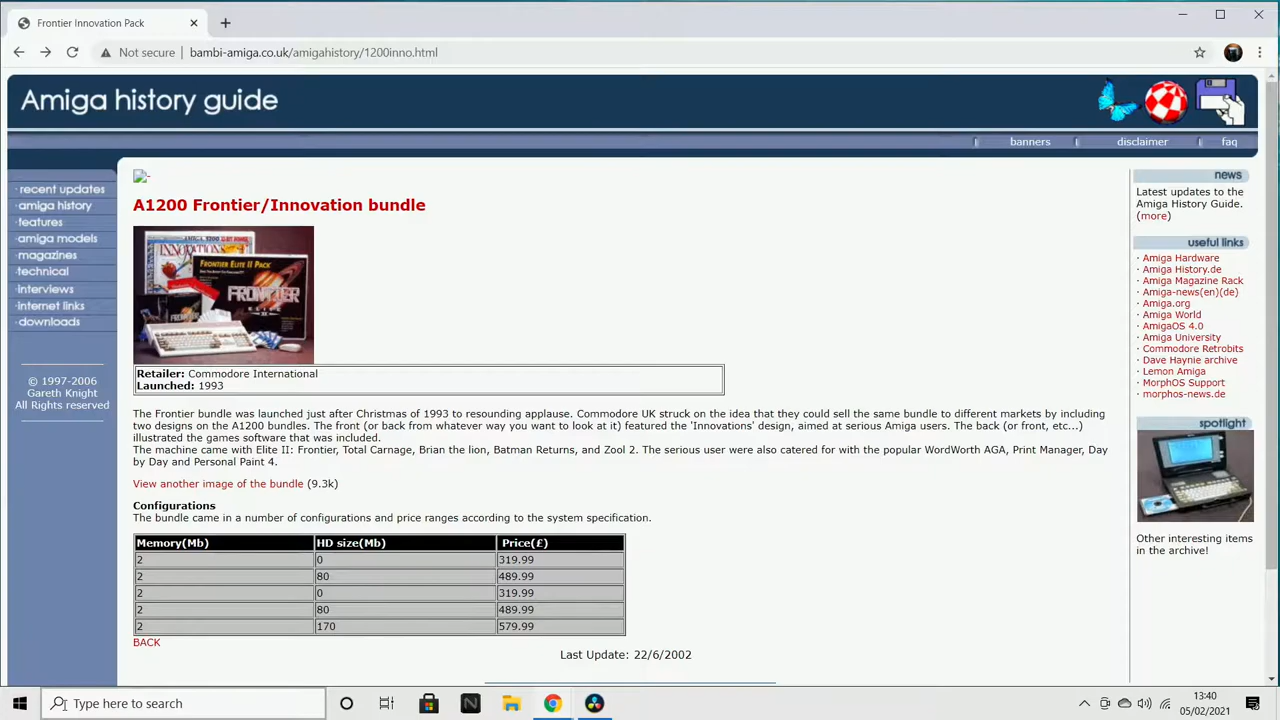 Frontier Innovation Pack
Not secure | bambi-amiga.co.uk/amigahistory/1200inno.html
Amiga history guide
banners disclaimer faq
recent updates
amiga history
features
amiga models
magazines
technical
interviews
internet links
downloads
© 1997-2006
Gareth Knight
All Rights reserved
A1200 Frontier/Innovation bundle
INNOVATION
FRONTIER ELITE II PACK
FRONTIER
Retailer: Commodore International
Launched: 1993
The Frontier bundle was launched just after Christmas of 1993 to resounding applause. Commodore UK struck on the idea that they could sell the same bundle to different markets by including
two designs on the A1200 bundles. The front (or back from whatever way you want to look at it) featured the 'Innovations' design, aimed at serious Amiga users. The back (or front, etc...)
illustrated the games software that was included.
The machine came with Elite II: Frontier, Total Carnage, Brian the lion, Batman Returns, and Zool 2. The serious user were also catered for with the popular WordWorth AGA, Print Manager, Day
by Day and Personal Paint 4.
View another image of the bundle (9.3k)
Configurations
The bundle came in a number of configurations and price ranges according to the system specification.
Memory(Mb) HD size(Mb) Price(£)
2 0 319.99
2 80 489.99
2 0 319.99
2 80 489.99
2 170 579.99
BACK
Last Update: 22/6/2002
news
Latest updates to the
Amiga History Guide.
(more)
useful links
· Amiga Hardware
· Amiga History.de
· Amiga Magazine Rack
· Amiga-news(en)(de)
· Amiga.org
· Amiga World
· AmigaOS 4.0
· Amiga University
· Commodore Retrobits
· Dave Haynie archive
· Lemon Amiga
· MorphOS Support
· morphos-news.de
spotlight
Other interesting items
in the archive!
Type here to search
13:40
05/02/2021